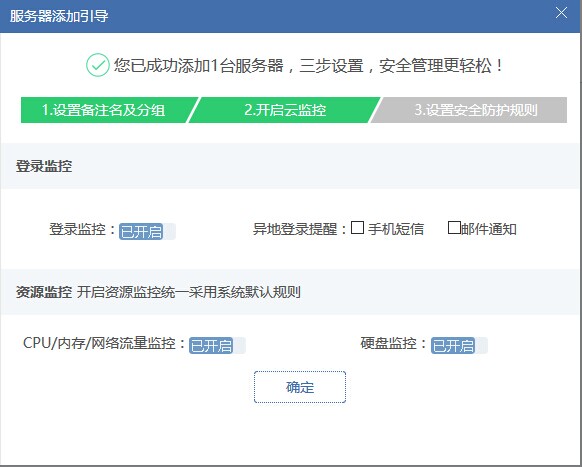 服务器添加引导
您已成功添加1台服务器，三步设置，安全管理更轻松！
1.设置备注名及分组 2.开启云监控 3.设置安全防护规则
登录监控
登录监控：已开启 异地登录提醒： 手机短信 邮件通知
资源监控 开启资源监控统一采用系统默认规则
CPU/内存/网络流量监控：已开启 硬盘监控：已开启
确定